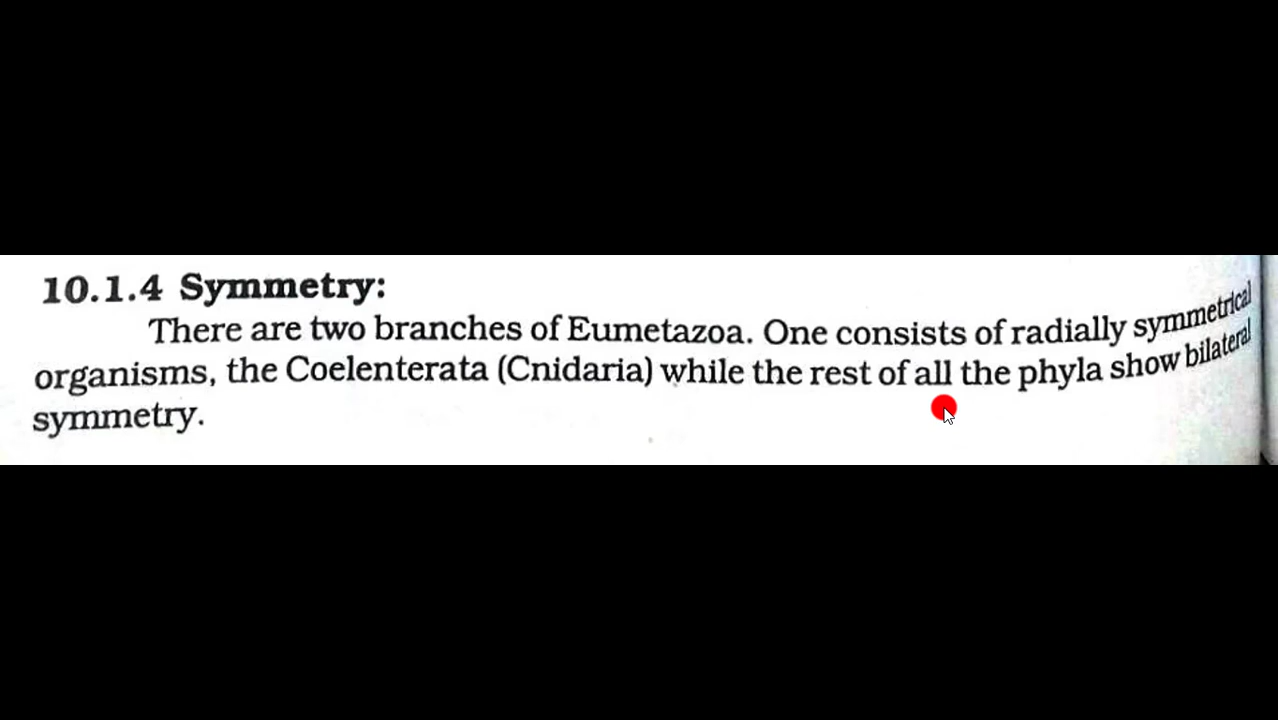 10.1.4 Symmetry:
There are two branches of Eumetazoa. One consists of radially symmetrical
organisms, the Coelenterata (Cnidaria) while the rest of all the phyla show bilateral
symmetry.